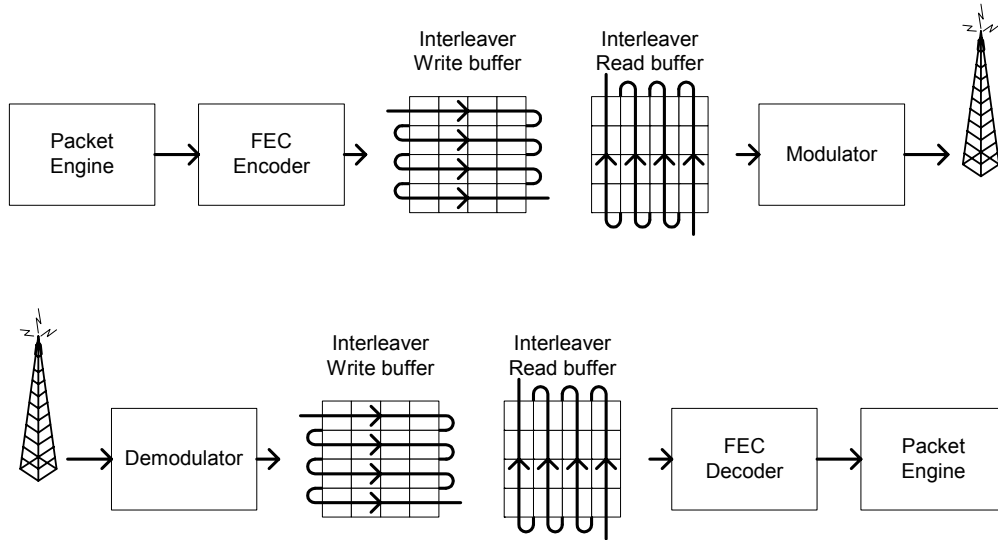 Interleaver
Write buffer
Interleaver
Read buffer
Packet
Engine
FEC
Encoder
Modulator
Interleaver
Write buffer
Interleaver
Read buffer
Demodulator
FEC
Decoder
Packet
Engine